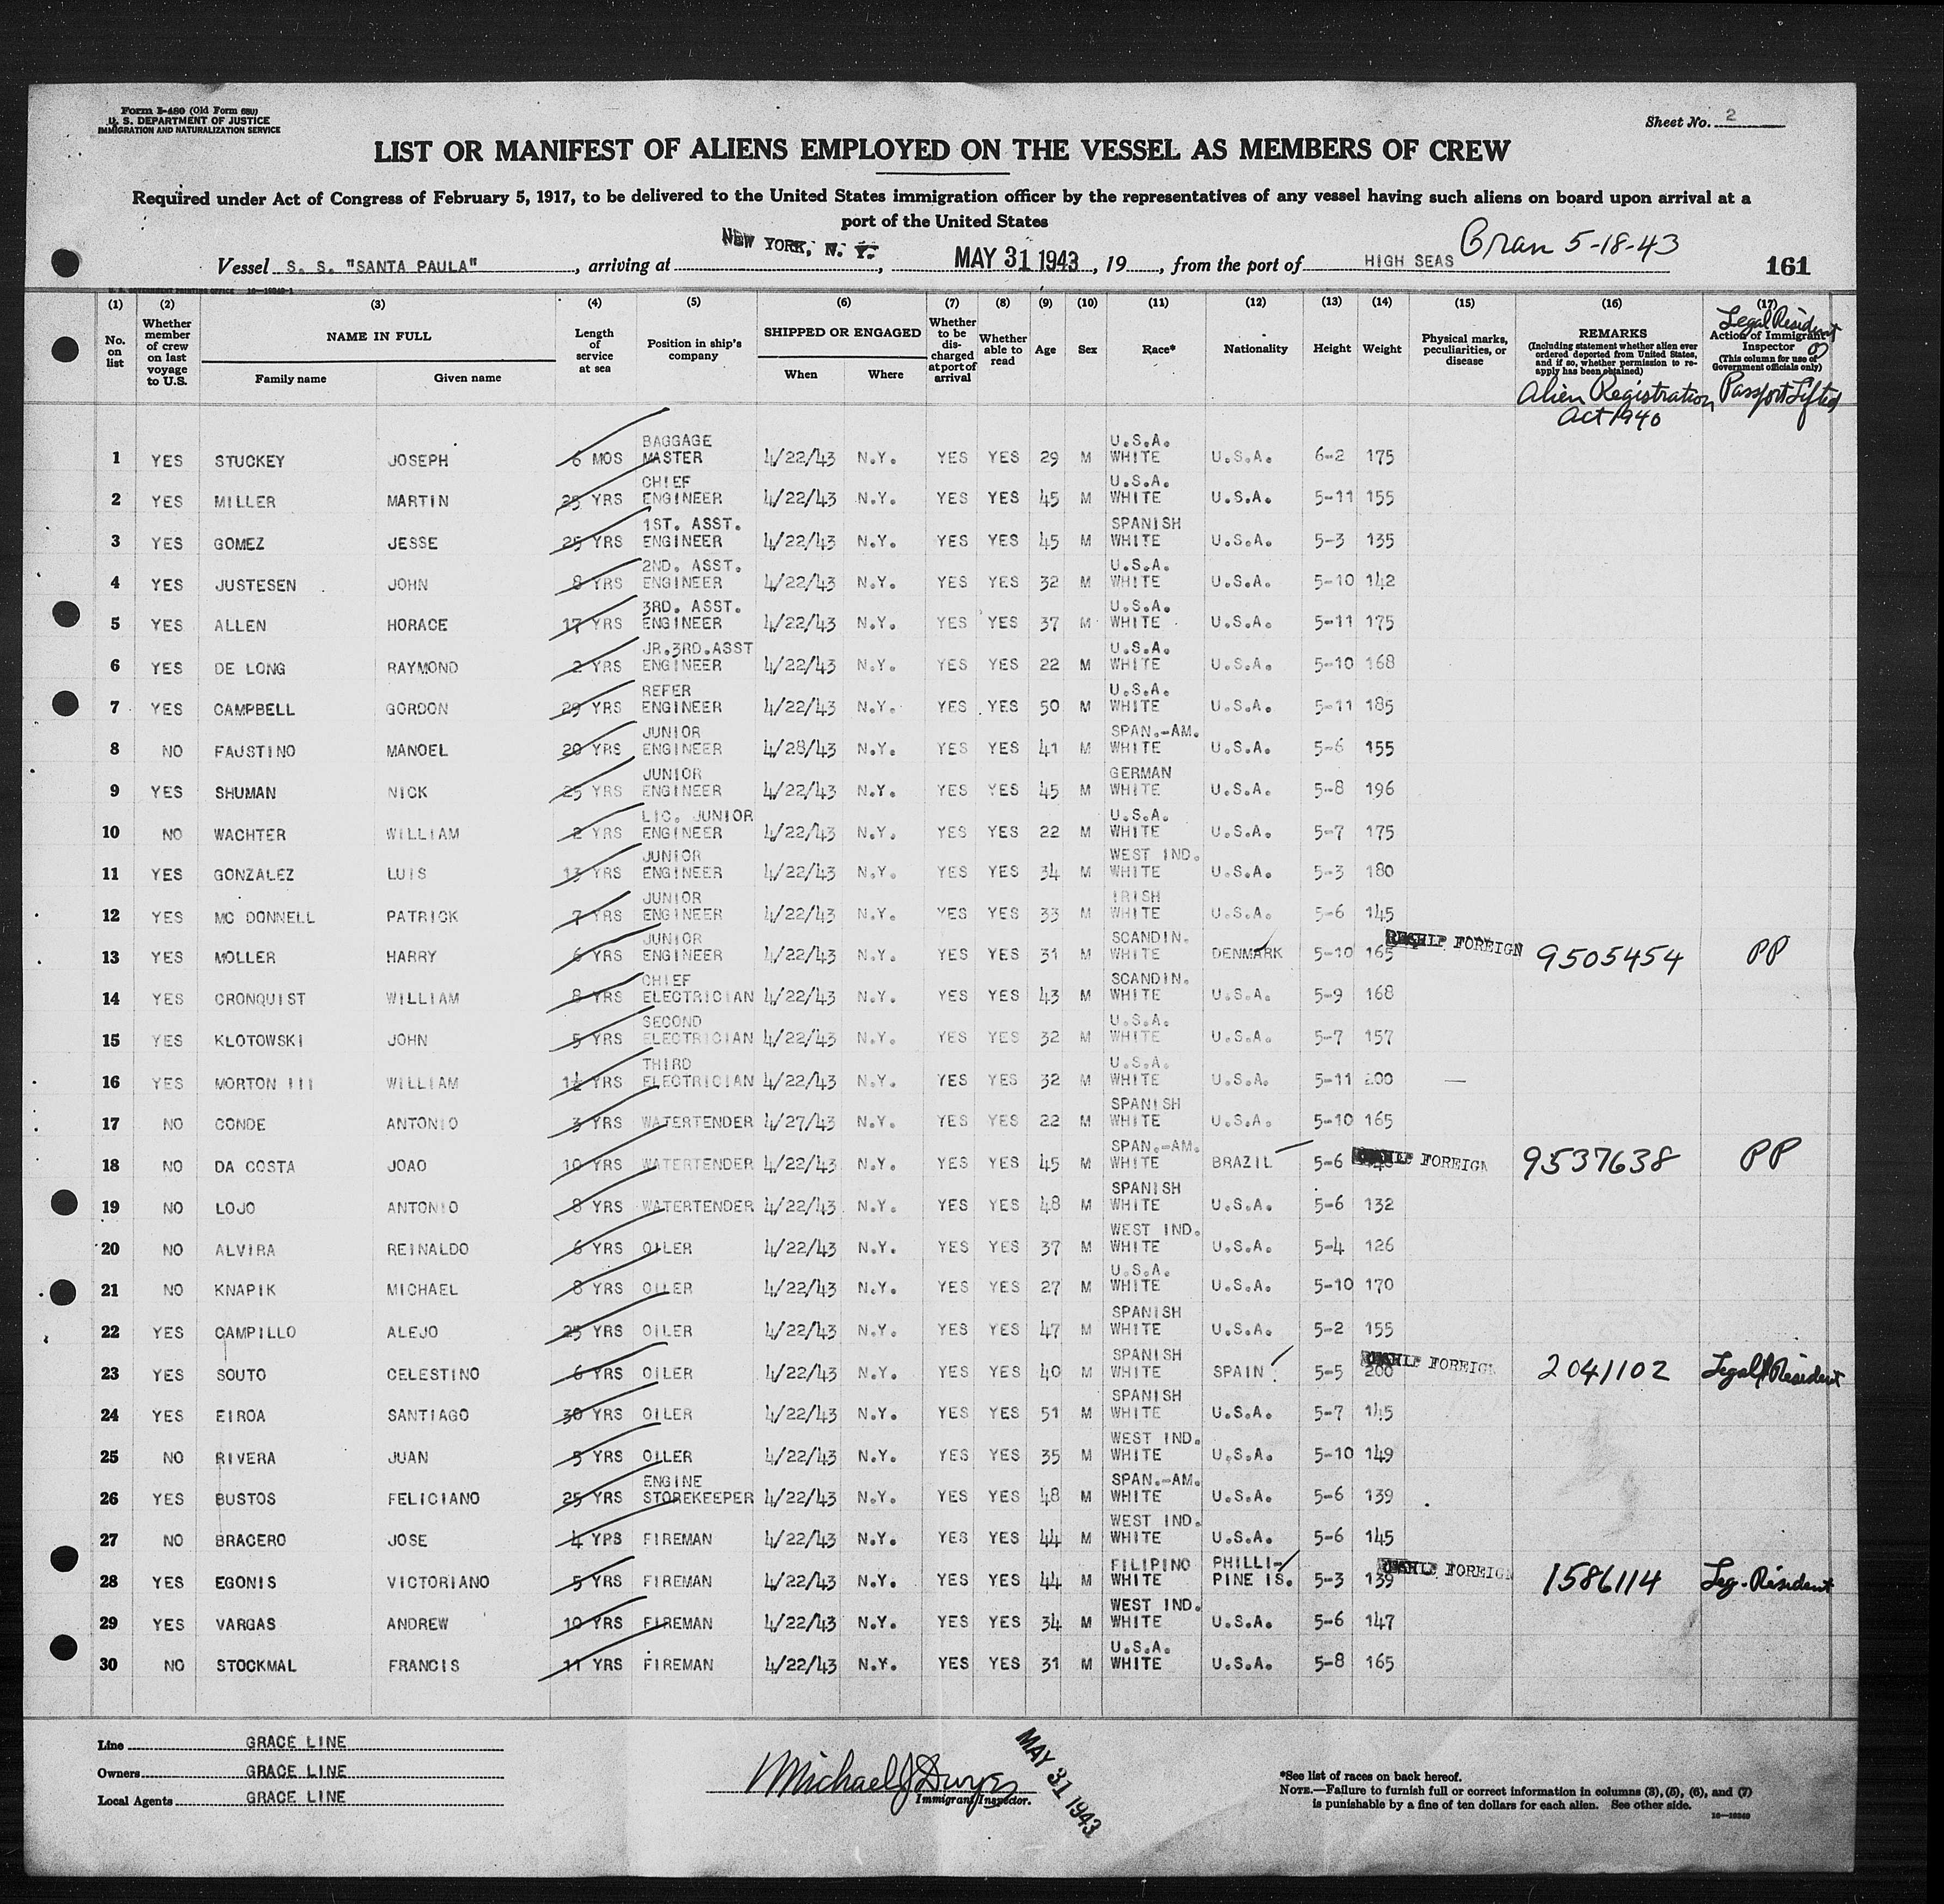 Form I-480 (Old Form 680)
U. S. DEPARTMENT OF JUSTICE
IMMIGRATION AND NATURALIZATION SERVICE
Sheet No. 2
LIST OR MANIFEST OF ALIENS EMPLOYED ON THE VESSEL AS MEMBERS OF CREW
Required under Act of Congress of February 5, 1917, to be delivered to the United States immigration officer by the representatives of any vessel having such aliens on board upon arrival at a
port of the United States
Vessel S. S. "SANTA PAULA", arriving at NEW YORK, N. Y., MAY 31 1943, 19, from the port of HIGH SEAS Oran 5-18-43
161
(1) (2) (3) (4) (5) (6) (7) (8) (9) (10) (11) (12) (13) (14) (15) (16) (17)
No. on list
Whether member of crew on last voyage to U.S.
NAME IN FULL
Family name Given name
Length of service at sea
Position in ship's company
SHIPPED OR ENGAGED
When Where
Whether to be discharged at port of arrival
Whether able to read
Age
Sex
Race*
Nationality
Height
Weight
Physical marks, peculiarities, or disease
REMARKS
(Including statement whether alien ever ordered deported from United States, and if so, whether permission to reapply has been obtained)
Alien Registration
Act 1940
Action of Immigrant Inspector
(This column for use of Government officials only)
Legal Resident
or
Passport Lifted
1 YES STUCKEY JOSEPH 6 MOS BAGGAGE MASTER 4/22/43 N.Y. YES YES 29 M U.S.A. WHITE U.S.A. 6-2 175
2 YES MILLER MARTIN 25 YRS CHIEF ENGINEER 4/22/43 N.Y. YES YES 45 M U.S.A. WHITE U.S.A. 5-11 155
3 YES GOMEZ JESSE 25 YRS 1ST. ASST. ENGINEER 4/22/43 N.Y. YES YES 45 M SPANISH WHITE U.S.A. 5-3 135
4 YES JUSTESEN JOHN 8 YRS 2ND. ASST. ENGINEER 4/22/43 N.Y. YES YES 32 M U.S.A. WHITE U.S.A. 5-10 142
5 YES ALLEN HORACE 17 YRS 3RD. ASST. ENGINEER 4/22/43 N.Y. YES YES 37 M U.S.A. WHITE U.S.A. 5-11 175
6 YES DE LONG RAYMOND 2 YRS JR.3RD.ASST ENGINEER 4/22/43 N.Y. YES YES 22 M U.S.A. WHITE U.S.A. 5-10 168
7 YES CAMPBELL GORDON 29 YRS REFER ENGINEER 4/22/43 N.Y. YES YES 50 M U.S.A. WHITE U.S.A. 5-11 185
8 NO FAUSTINO MANOEL 20 YRS JUNIOR ENGINEER 4/28/43 N.Y. YES YES 41 M SPAN.-AM. WHITE U.S.A. 5-6 155
9 YES SHUMAN NICK 25 YRS JUNIOR ENGINEER 4/22/43 N.Y. YES YES 45 M GERMAN WHITE U.S.A. 5-8 196
10 NO WACHTER WILLIAM 2 YRS LIC. JUNIOR ENGINEER 4/22/43 N.Y. YES YES 22 M U.S.A. WHITE U.S.A. 5-7 175
11 YES GONZALEZ LUIS 13 YRS JUNIOR ENGINEER 4/22/43 N.Y. YES YES 34 M WEST IND. WHITE U.S.A. 5-3 180
12 YES MC DONNELL PATRICK 7 YRS JUNIOR ENGINEER 4/22/43 N.Y. YES YES 33 M IRISH WHITE U.S.A. 5-6 145
13 YES MOLLER HARRY 6 YRS JUNIOR ENGINEER 4/22/43 N.Y. YES YES 31 M SCANDIN. WHITE DENMARK 5-10 165 RESHIP FOREIGN 9505454 PP
14 YES CRONQUIST WILLIAM 8 YRS CHIEF ELECTRICIAN 4/22/43 N.Y. YES YES 43 M SCANDIN. WHITE U.S.A. 5-9 168
15 YES KLOTOWSKI JOHN 5 YRS SECOND ELECTRICIAN 4/22/43 N.Y. YES YES 32 M U.S.A. WHITE U.S.A. 5-7 157
16 YES MORTON III WILLIAM 1½ YRS THIRD ELECTRICIAN 4/22/43 N.Y. YES YES 32 M U.S.A. WHITE U.S.A. 5-11 200 —
17 NO CONDE ANTONIO 3 YRS WATERTENDER 4/27/43 N.Y. YES YES 22 M SPANISH WHITE U.S.A. 5-10 165
18 NO DA COSTA JOAO 10 YRS WATERTENDER 4/22/43 N.Y. YES YES 45 M SPAN.-AM. WHITE BRAZIL 5-6 FOREIGN 9537638 PP
19 NO LOJO ANTONIO 8 YRS WATERTENDER 4/22/43 N.Y. YES YES 48 M SPANISH WHITE U.S.A. 5-6 132
20 NO ALVIRA REINALDO 6 YRS OILER 4/22/43 N.Y. YES YES 37 M WEST IND. WHITE U.S.A. 5-4 126
21 NO KNAPIK MICHAEL 8 YRS OILER 4/22/43 N.Y. YES YES 27 M U.S.A. WHITE U.S.A. 5-10 170
22 YES CAMPILLO ALEJO 25 YRS OILER 4/22/43 N.Y. YES YES 47 M SPANISH WHITE U.S.A. 5-2 155
23 YES SOUTO CELESTINO 6 YRS OILER 4/22/43 N.Y. YES YES 40 M SPANISH WHITE SPAIN 5-5 200 FOREIGN 2041102 Legal Resident
24 YES EIROA SANTIAGO 30 YRS OILER 4/22/43 N.Y. YES YES 51 M SPANISH WHITE U.S.A. 5-7 145
25 NO RIVERA JUAN 5 YRS OILER 4/22/43 N.Y. YES YES 35 M WEST IND. WHITE U.S.A. 5-10 149
26 YES BUSTOS FELICIANO 25 YRS ENGINE STOREKEEPER 4/22/43 N.Y. YES YES 48 M SPAN.-AM. WHITE U.S.A. 5-6 139
27 NO BRACERO JOSE 4 YRS FIREMAN 4/22/43 N.Y. YES YES 44 M WEST IND. WHITE U.S.A. 5-6 145
28 YES EGONIS VICTORIANO 5 YRS FIREMAN 4/22/43 N.Y. YES YES 44 M FILIPINO WHITE PHILLI- PINE IS. 5-3 139 FOREIGN 1586114 Leg. Resident
29 YES VARGAS ANDREW 10 YRS FIREMAN 4/22/43 N.Y. YES YES 34 M WEST IND. WHITE U.S.A. 5-6 147
30 NO STOCKMAL FRANCIS 11 YRS FIREMAN 4/22/43 N.Y. YES YES 31 M U.S.A. WHITE U.S.A. 5-8 165
Line GRACE LINE
Owners GRACE LINE
Local Agents GRACE LINE
Michael J Dwyer
Immigrant Inspector.
MAY 31 1943
*See list of races on back hereof.
NOTE.—Failure to furnish full or correct information in columns (3), (5), (6), and (7)
is punishable by a fine of ten dollars for each alien. See other side.